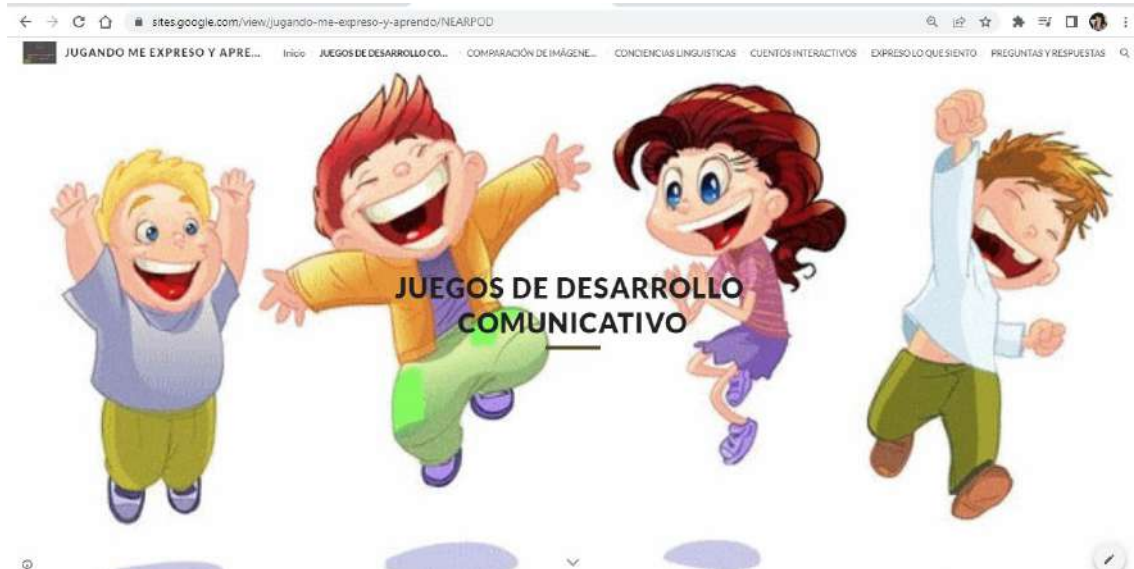 sites.google.com/view/jugando-me-expreso-y-aprendo/NEARPOD
JUGANDO ME EXPRESO Y APRE... Inicio JUEGOS DE DESARROLLO CO... COMPARACIÓN DE IMÁGENE... CONCIENCIAS LINGUISTICAS CUENTOS INTERACTIVOS EXPRESO LO QUE SIENTO PREGUNTAS Y RESPUESTAS
JUEGOS DE DESARROLLO
COMUNICATIVO